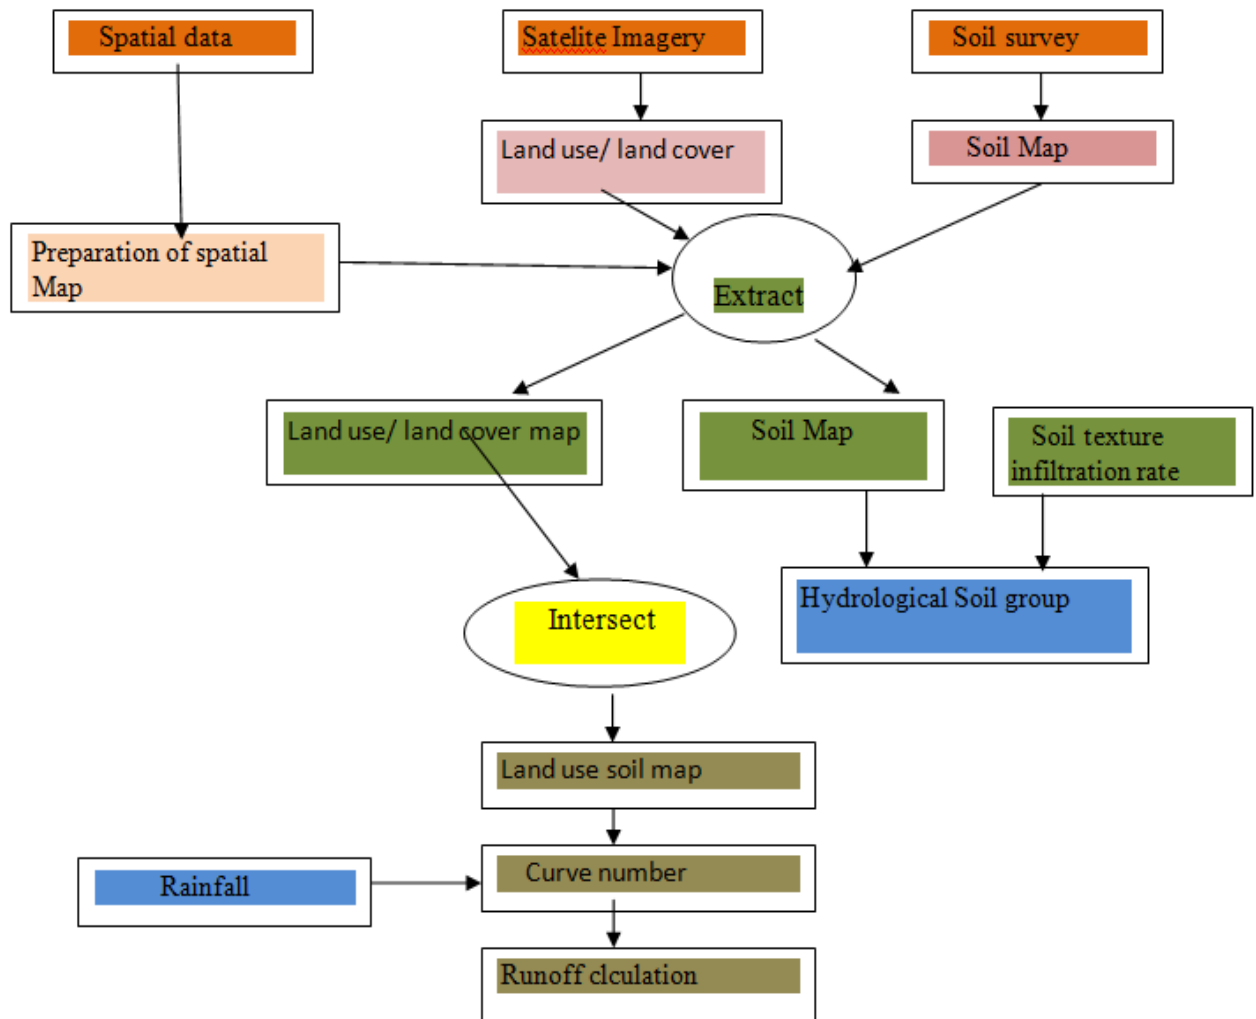 Spatial data
Satelite Imagery
Soil survey
Land use/ land cover
Soil Map
Preparation of spatial
Map
Extract
Land use/ land cover map
Soil Map
Soil texture
infiltration rate
Hydrological Soil group
Intersect
Land use soil map
Rainfall
Curve number
Runoff clculation